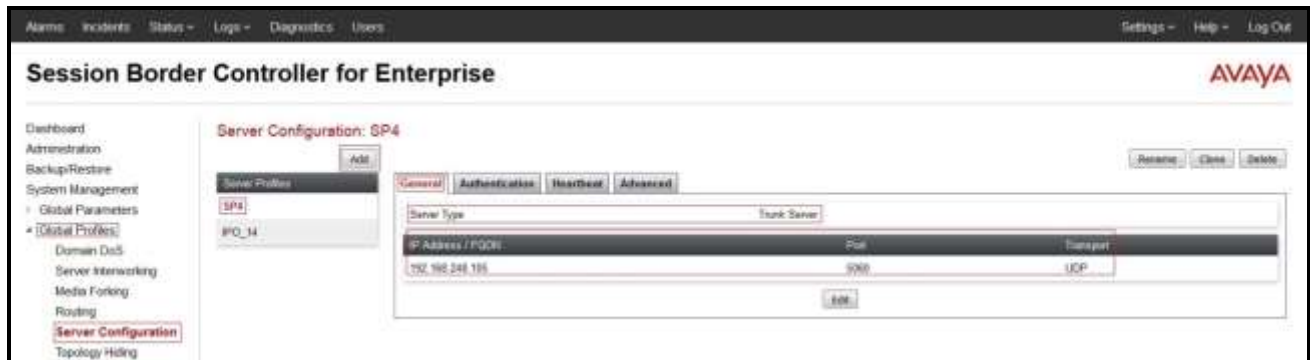 Alarms Incidents Status Logs Diagnostics Users Settings Help Log Out
Session Border Controller for Enterprise AVAYA
Dashboard
Administration
Backup/Restore
System Management
Global Parameters
Global Profiles
Domain DoS
Server Interworking
Media Forking
Routing
Server Configuration
Topology Hiding
Server Configuration: SP4
Add
Rename Clone Delete
Server Profiles
SP4
IPO_14
General Authentication Heartbeat Advanced
Server Type Trunk Server
IP Address / FQDN Port Transport
192.168.248.105 5060 UDP
Edit